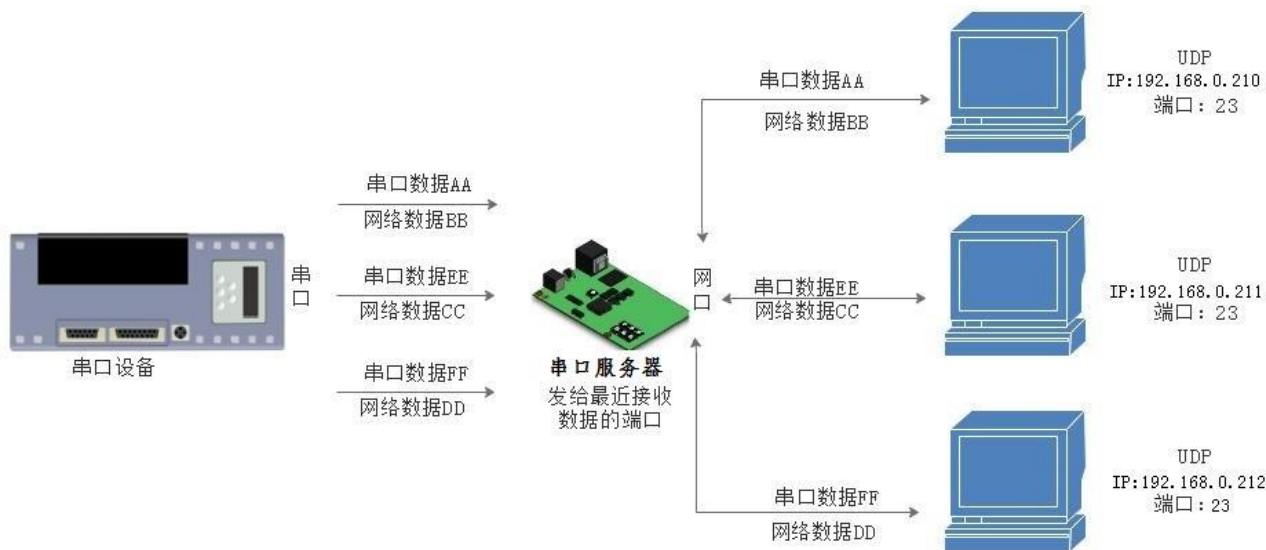 串口数据AA
网络数据BB
串口数据EE
网络数据CC
串口数据FF
网络数据DD
串口
串口设备
串口服务器
发给最近接收
数据的端口
网口
串口数据AA
网络数据BB
串口数据EE
网络数据CC
串口数据FF
网络数据DD
UDP
IP:192.168.0.210
端口：23
UDP
IP:192.168.0.211
端口：23
UDP
IP:192.168.0.212
端口：23